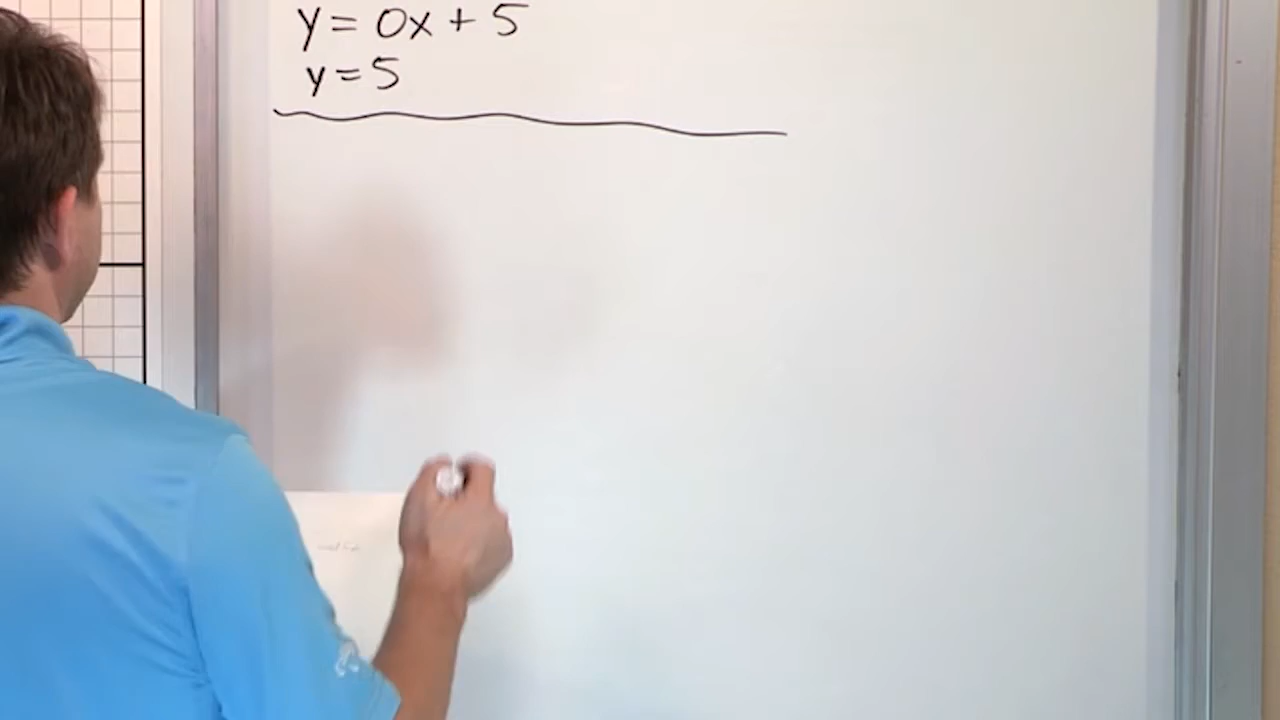 y = 0x + 5
y = 5